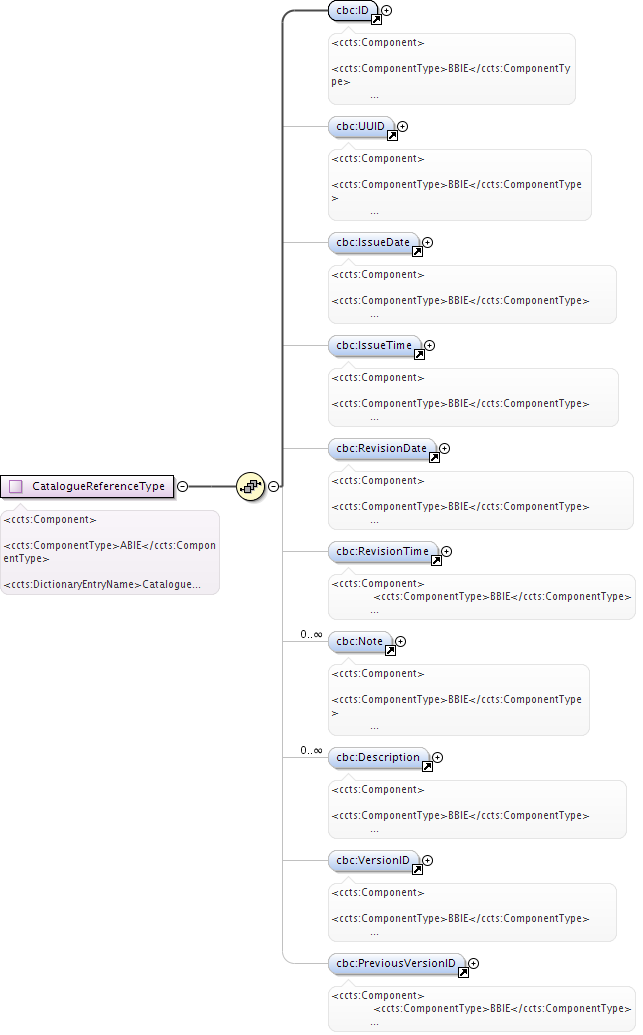 cbc:ID
<ccts:Component>
<ccts:ComponentType>BBIE</ccts:ComponentTy
pe>
...
cbc:UUID
<ccts:Component>
<ccts:ComponentType>BBIE</ccts:ComponentType
>
...
cbc:IssueDate
<ccts:Component>
<ccts:ComponentType>BBIE</ccts:ComponentType>
...
cbc:IssueTime
<ccts:Component>
<ccts:ComponentType>BBIE</ccts:ComponentType>
...
cbc:RevisionDate
<ccts:Component>
<ccts:ComponentType>BBIE</ccts:ComponentType>
...
CatalogueReferenceType
<ccts:Component>
<ccts:ComponentType>ABIE</ccts:Compon
entType>
<ccts:DictionaryEntryName>Catalogue...
cbc:RevisionTime
<ccts:Component>
<ccts:ComponentType>BBIE</ccts:ComponentType>
...
0..∞
cbc:Note
<ccts:Component>
<ccts:ComponentType>BBIE</ccts:ComponentType
>
...
0..∞
cbc:Description
<ccts:Component>
<ccts:ComponentType>BBIE</ccts:ComponentType>
...
cbc:VersionID
<ccts:Component>
<ccts:ComponentType>BBIE</ccts:ComponentType>
...
cbc:PreviousVersionID
<ccts:Component>
<ccts:ComponentType>BBIE</ccts:ComponentType>
...